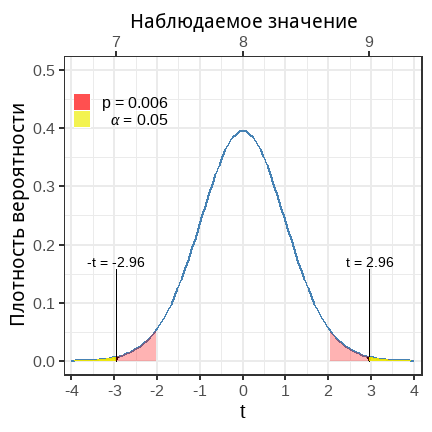 Наблюдаемое значение
7 8 9
0.5
0.4
0.3
0.2
0.1
0.0
Плотность вероятности
p = 0.006
α = 0.05
-t = -2.96
t = 2.96
-4 -3 -2 -1 0 1 2 3 4
t